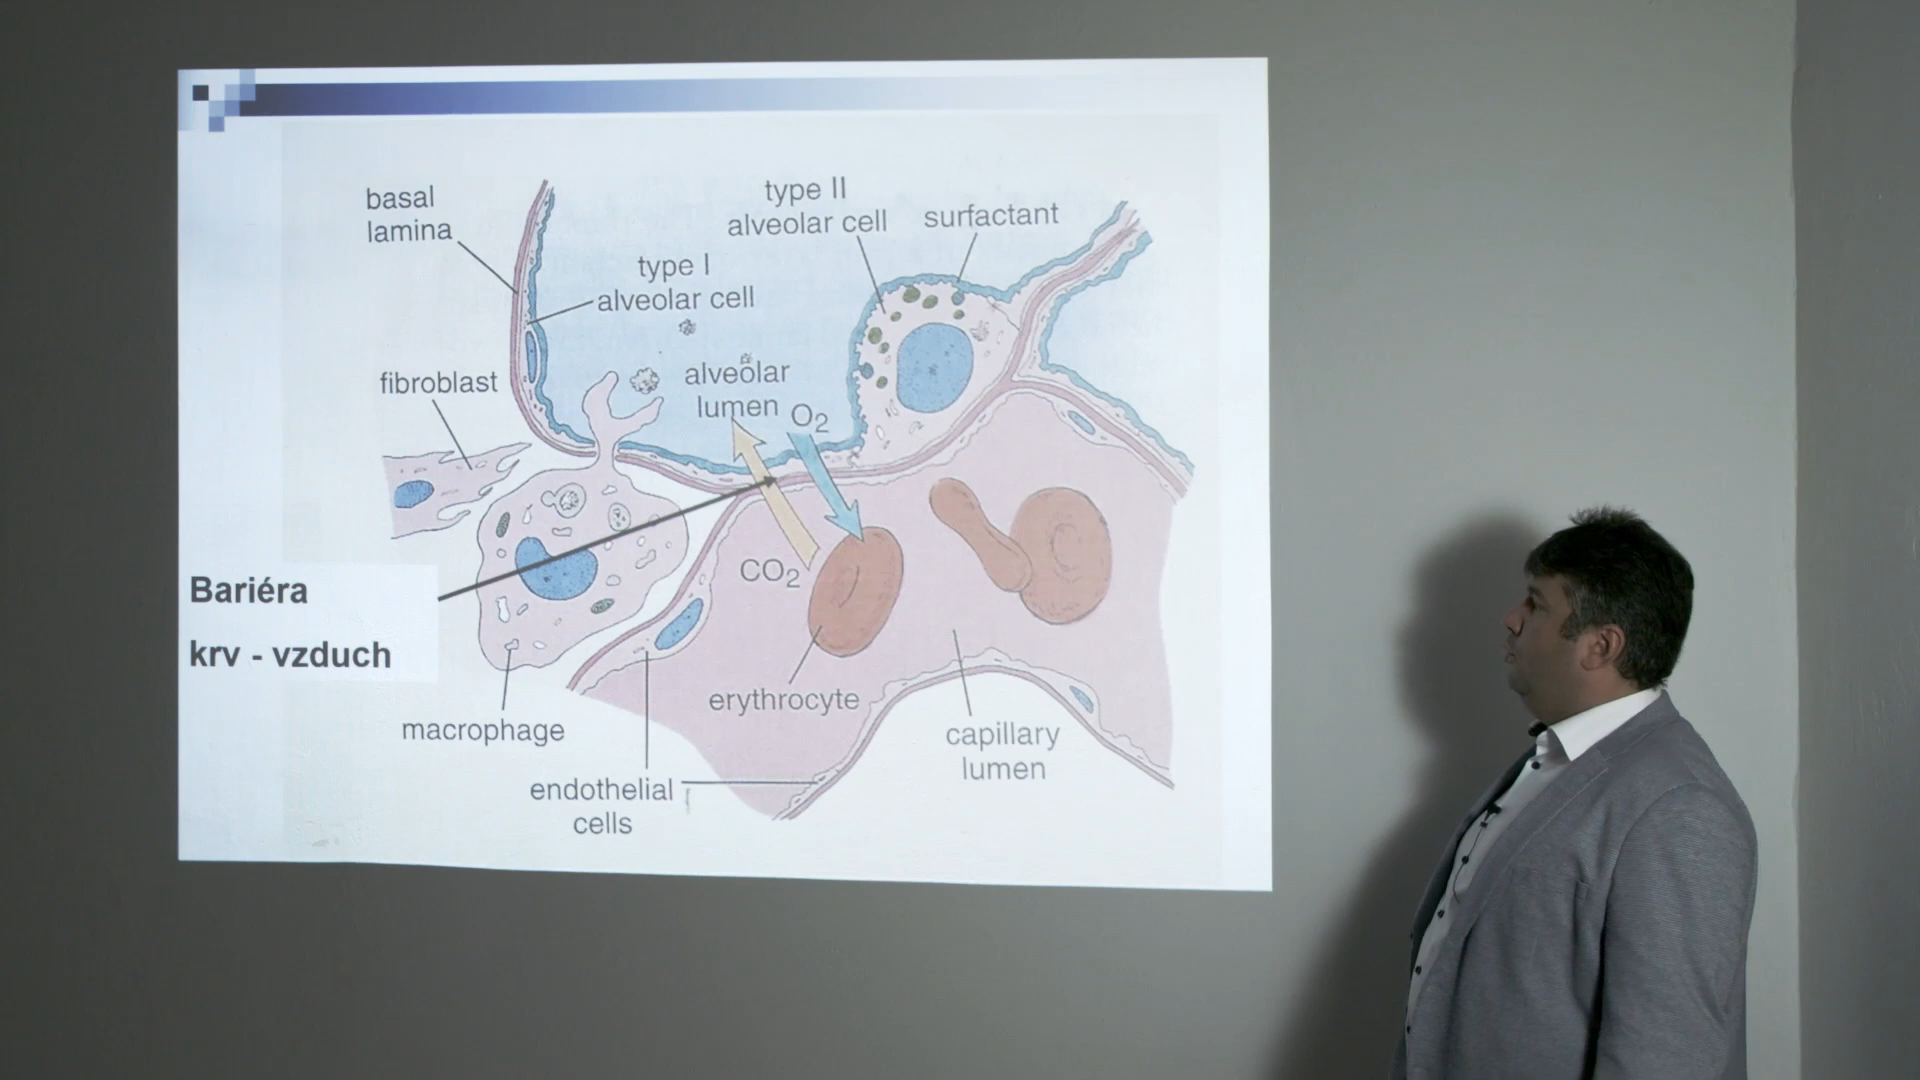 basal
lamina
type II
alveolar cell
surfactant
type I
alveolar cell
fibroblast
alveolar
lumen
O₂
CO₂
Bariéra
krv - vzduch
erythrocyte
macrophage
capillary
lumen
endothelial
cells